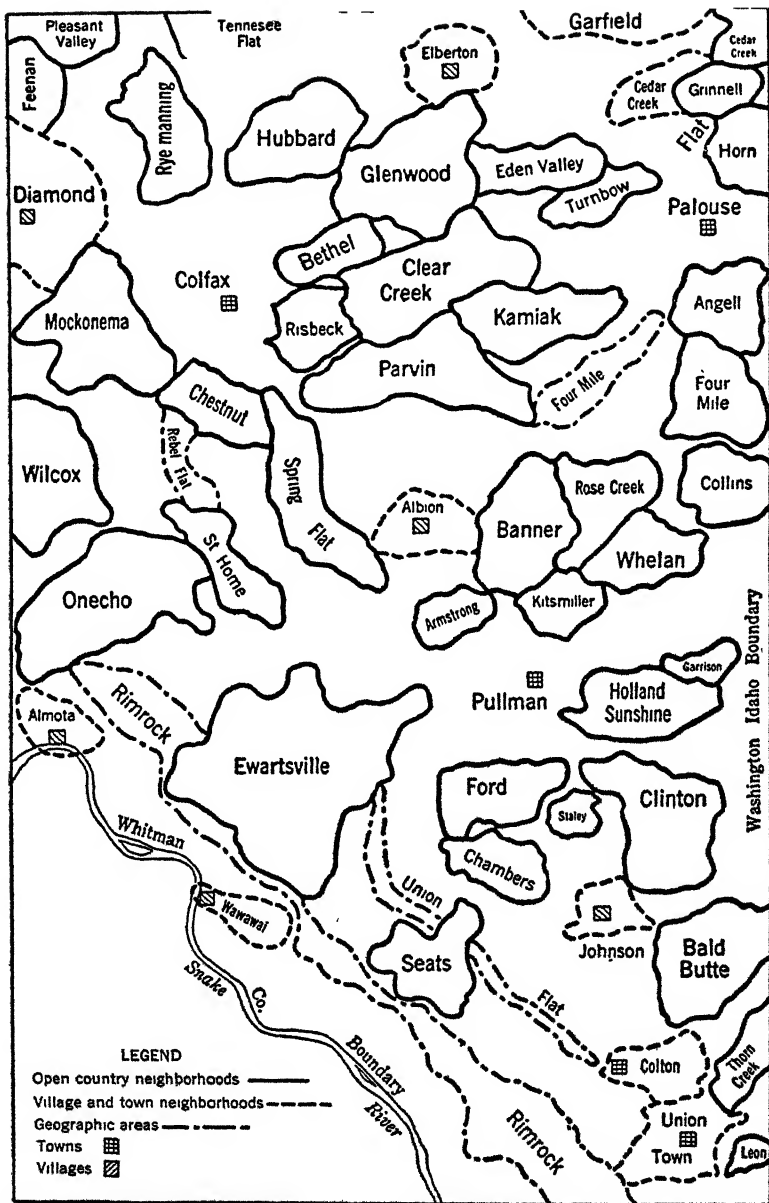 Pleasant
Valley
Tennesee
Flat
Garfield
Elberton
Cedar
Creek
Feenan
Rye manning
Hubbard
Cedar
Creek
Grinnell
Flat
Horn
Glenwood
Eden Valley
Turnbow
Diamond
Palouse
Bethel
Colfax
Clear
Creek
Mockonema
Risbeck
Kamiak
Angell
Parvin
Four Mile
Four
Mile
Chestnut
Rebel Flat
Wilcox
Spring
Flat
Albion
Banner
Rose Creek
Collins
St Home
Whelan
Onecho
Armstrong
Kitsmiller
Washington Idaho Boundary
Garrison
Rimrock
Pullman
Holland
Sunshine
Almota
Ewartsville
Ford
Staley
Clinton
Whitman
Chambers
Union
Wawawai
Johnson
Bald
Butte
Seats
Snake
Co.
Flat
Boundary
River
Colton
Thorn
Creek
LEGEND
Open country neighborhoods
Village and town neighborhoods
Geographic areas
Towns
Villages
Rimrock
Union
Town
Leon